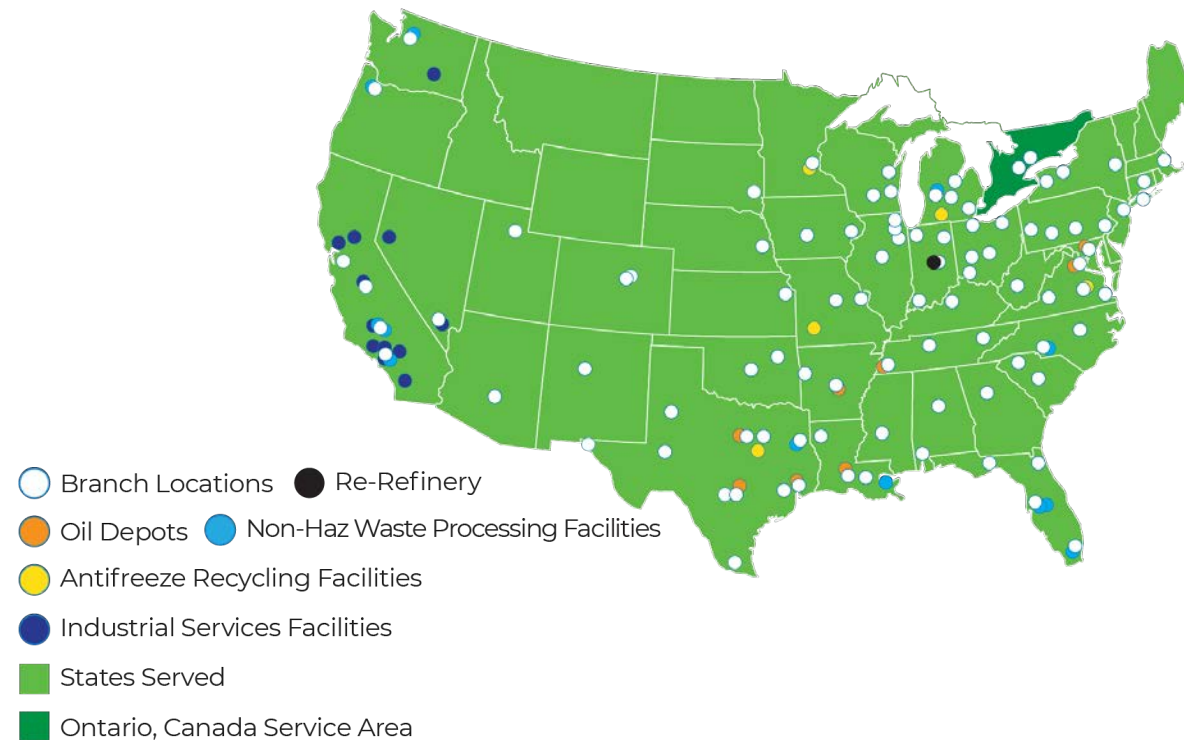 Branch Locations Re-Refinery
Oil Depots Non-Haz Waste Processing Facilities
Antifreeze Recycling Facilities
Industrial Services Facilities
States Served
Ontario, Canada Service Area